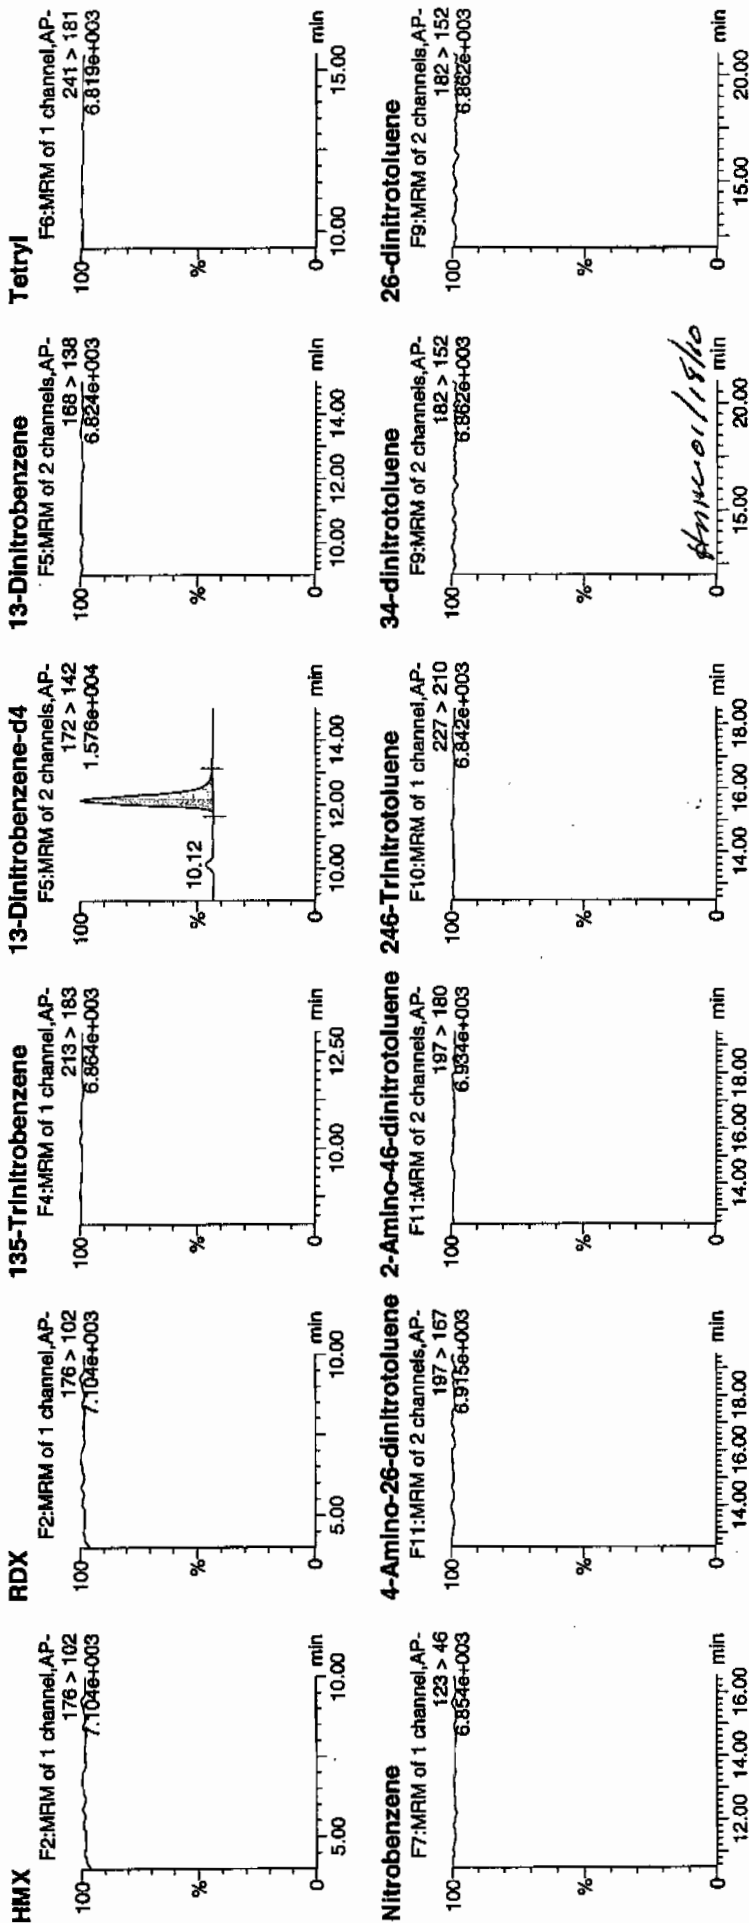 HMX
F2:MRM of 1 channel,AP-
176 > 102
7.104e+003
100
%
0
5.00
10.00
min
RDX
F2:MRM of 1 channel,AP-
176 > 102
7.104e+003
100
%
0
5.00
10.00
min
135-Trinitrobenzene
F4:MRM of 1 channel,AP-
213 > 183
6.864e+003
100
%
0
10.00
12.50
min
13-Dinitrobenzene-d4
F5:MRM of 2 channels,AP-
172 > 142
1.576e+004
100
10.12
%
0
10.00
12.00
14.00
min
13-Dinitrobenzene
F5:MRM of 2 channels,AP-
168 > 138
6.824e+003
100
%
0
10.00
12.00
14.00
min
Tetryl
F6:MRM of 1 channel,AP-
241 > 181
6.819e+003
100
%
0
10.00
15.00
min
Nitrobenzene
F7:MRM of 1 channel,AP-
123 > 46
6.854e+003
100
%
0
12.00
14.00
16.00
min
4-Amino-26-dinitrotoluene
F11:MRM of 2 channels,AP-
197 > 167
6.915e+003
100
%
0
14.00
16.00
18.00
min
2-Amino-46-dinitrotoluene
F11:MRM of 2 channels,AP-
197 > 180
6.934e+003
100
%
0
14.00
16.00
18.00
min
246-Trinitrotoluene
F10:MRM of 1 channel,AP-
227 > 210
6.842e+003
100
%
0
14.00
16.00
18.00
min
34-dinitrotoluene
F9:MRM of 2 channels,AP-
182 > 152
6.862e+003
100
%
0
15.00
20.00
min
26-dinitrotoluene
F9:MRM of 2 channels,AP-
182 > 152
6.862e+003
100
%
0
15.00
20.00
min